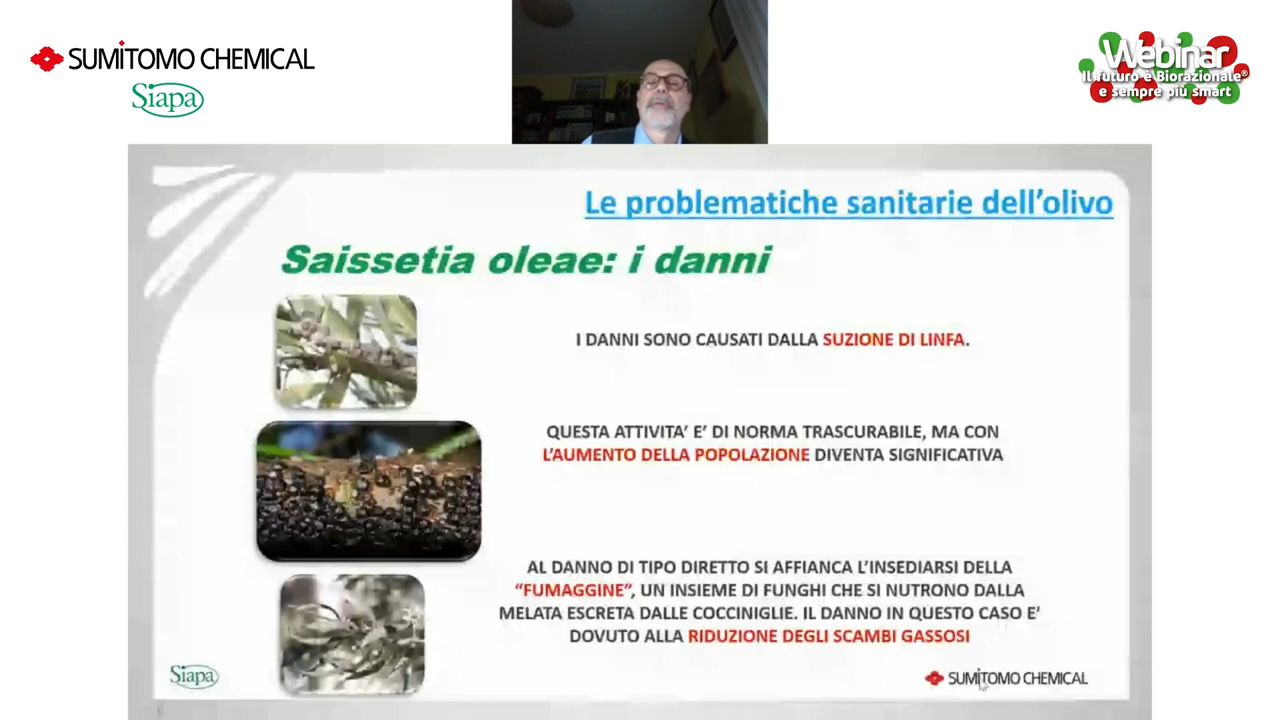 SUMITOMO CHEMICAL
Siapa
Webinar
Il futuro è Biorazionale®
e sempre più smart
Le problematiche sanitarie dell'olivo
Saissetia oleae: i danni
I DANNI SONO CAUSATI DALLA SUZIONE DI LINFA.
QUESTA ATTIVITA' E' DI NORMA TRASCURABILE, MA CON
L'AUMENTO DELLA POPOLAZIONE DIVENTA SIGNIFICATIVA
AL DANNO DI TIPO DIRETTO SI AFFIANCA L'INSEDIARSI DELLA
"FUMAGGINE", UN INSIEME DI FUNGHI CHE SI NUTRONO DALLA
MELATA ESCRETA DALLE COCCINIGLIE. IL DANNO IN QUESTO CASO E'
DOVUTO ALLA RIDUZIONE DEGLI SCAMBI GASSOSI
Siapa
SUMITOMO CHEMICAL